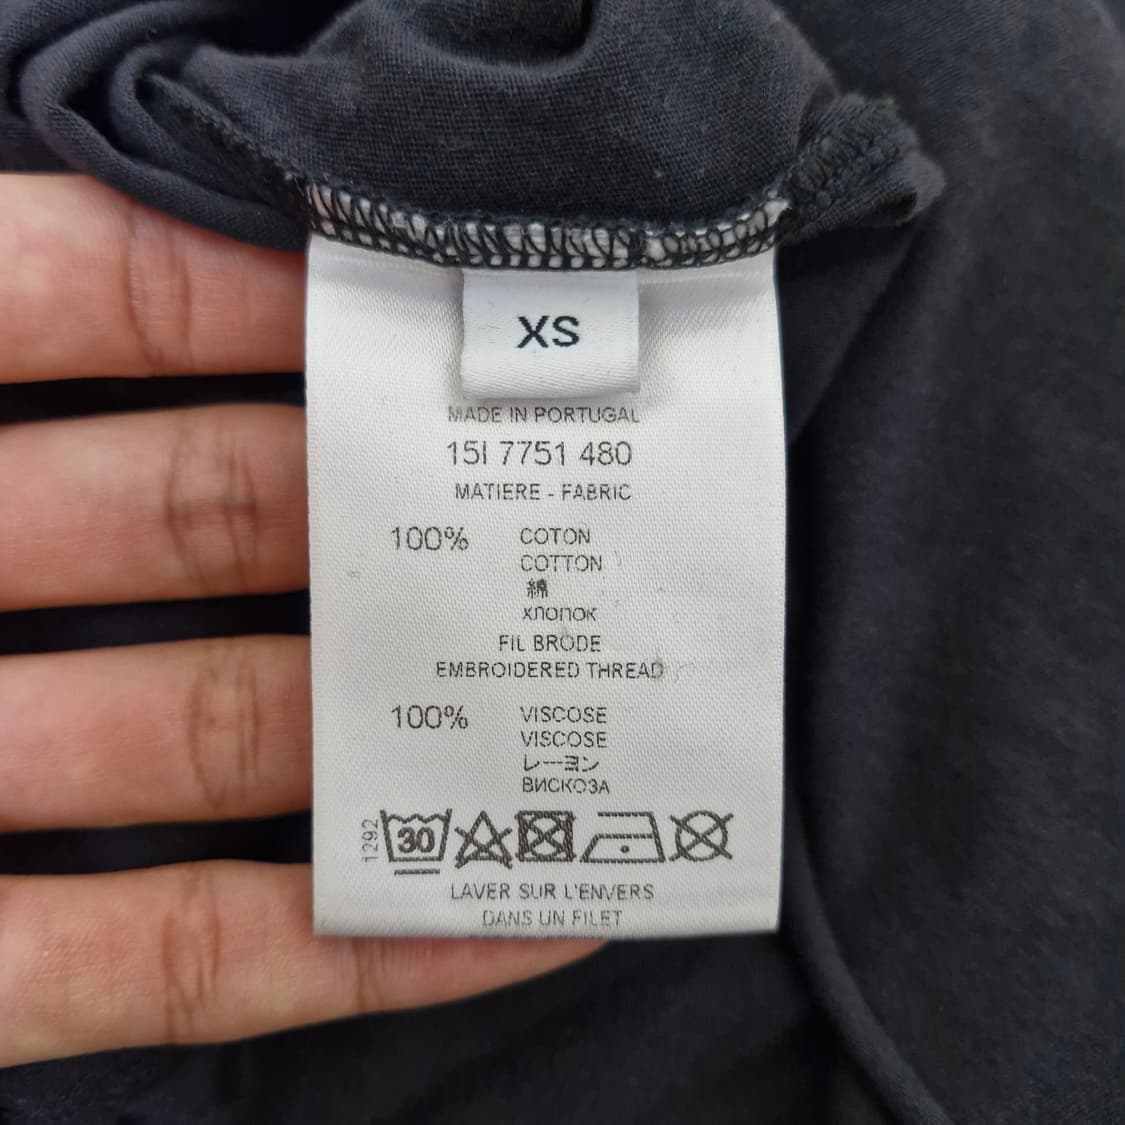 XS
MADE IN PORTUGAL
15I 7751 480
MATIERE - FABRIC
100% COTON
COTTON
綿
хлопок
FIL BRODE
EMBROIDERED THREAD
100% VISCOSE
VISCOSE
レーヨン
ВИСКОЗА
1292
30
LAVER SUR L'ENVERS
DANS UN FILET